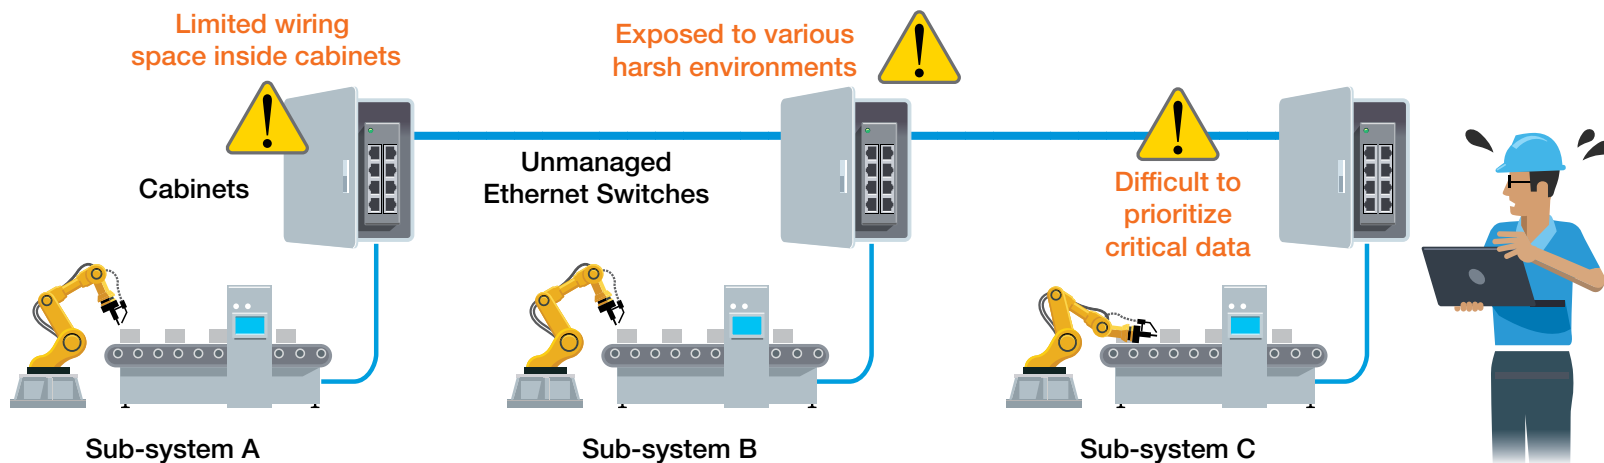 Limited wiring
space inside cabinets
Exposed to various
harsh environments
Cabinets
Unmanaged
Ethernet Switches
Difficult to
prioritize
critical data
Sub-system A
Sub-system B
Sub-system C